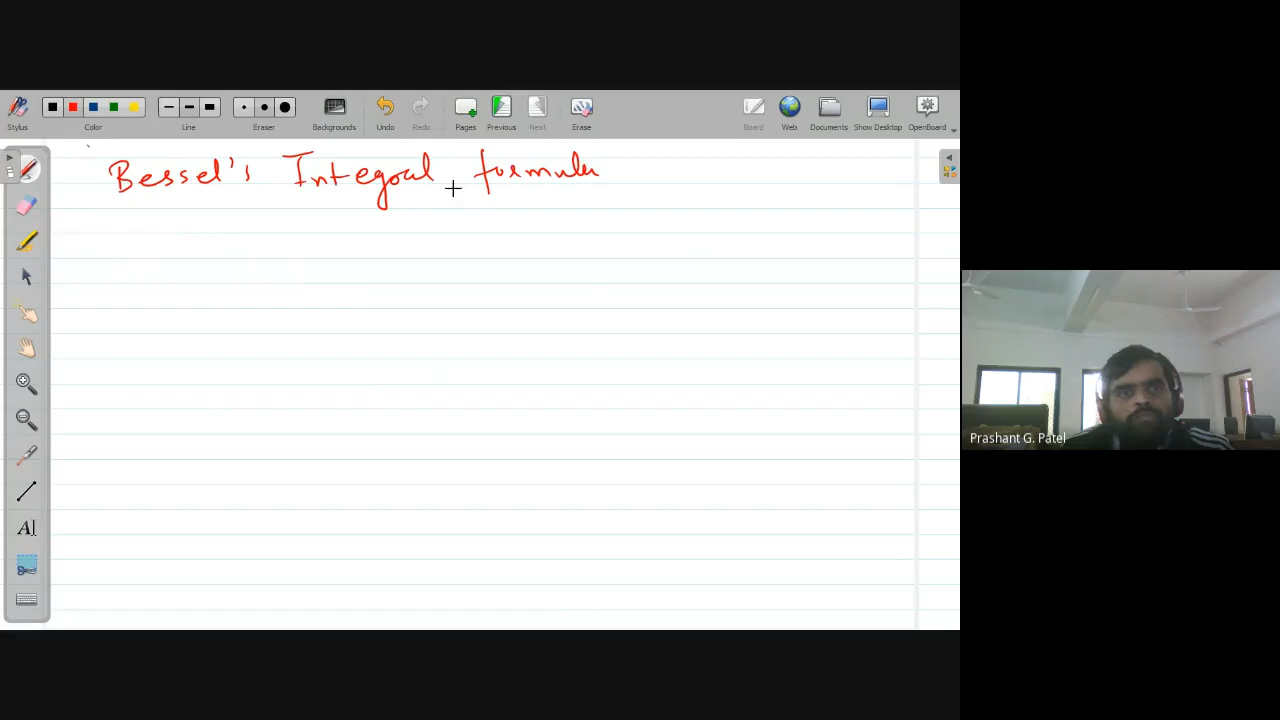 Stylus
Color
Line
Eraser
Backgrounds
Undo
Redo
Pages
Previous
Next
Erase
Board
Web
Documents
Show Desktop
OpenBoard
Bessel's Integral formula
AI
Prashant G. Patel